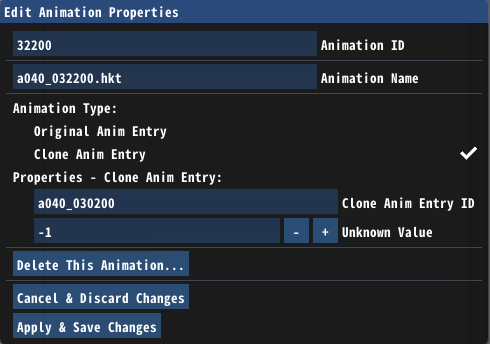 Edit Animation Properties
32200 Animation ID
a040_032200.hkt Animation Name
Animation Type:
Original Anim Entry
Clone Anim Entry
Properties - Clone Anim Entry:
a040_030200 Clone Anim Entry ID
-1 - + Unknown Value
Delete This Animation...
Cancel & Discard Changes
Apply & Save Changes